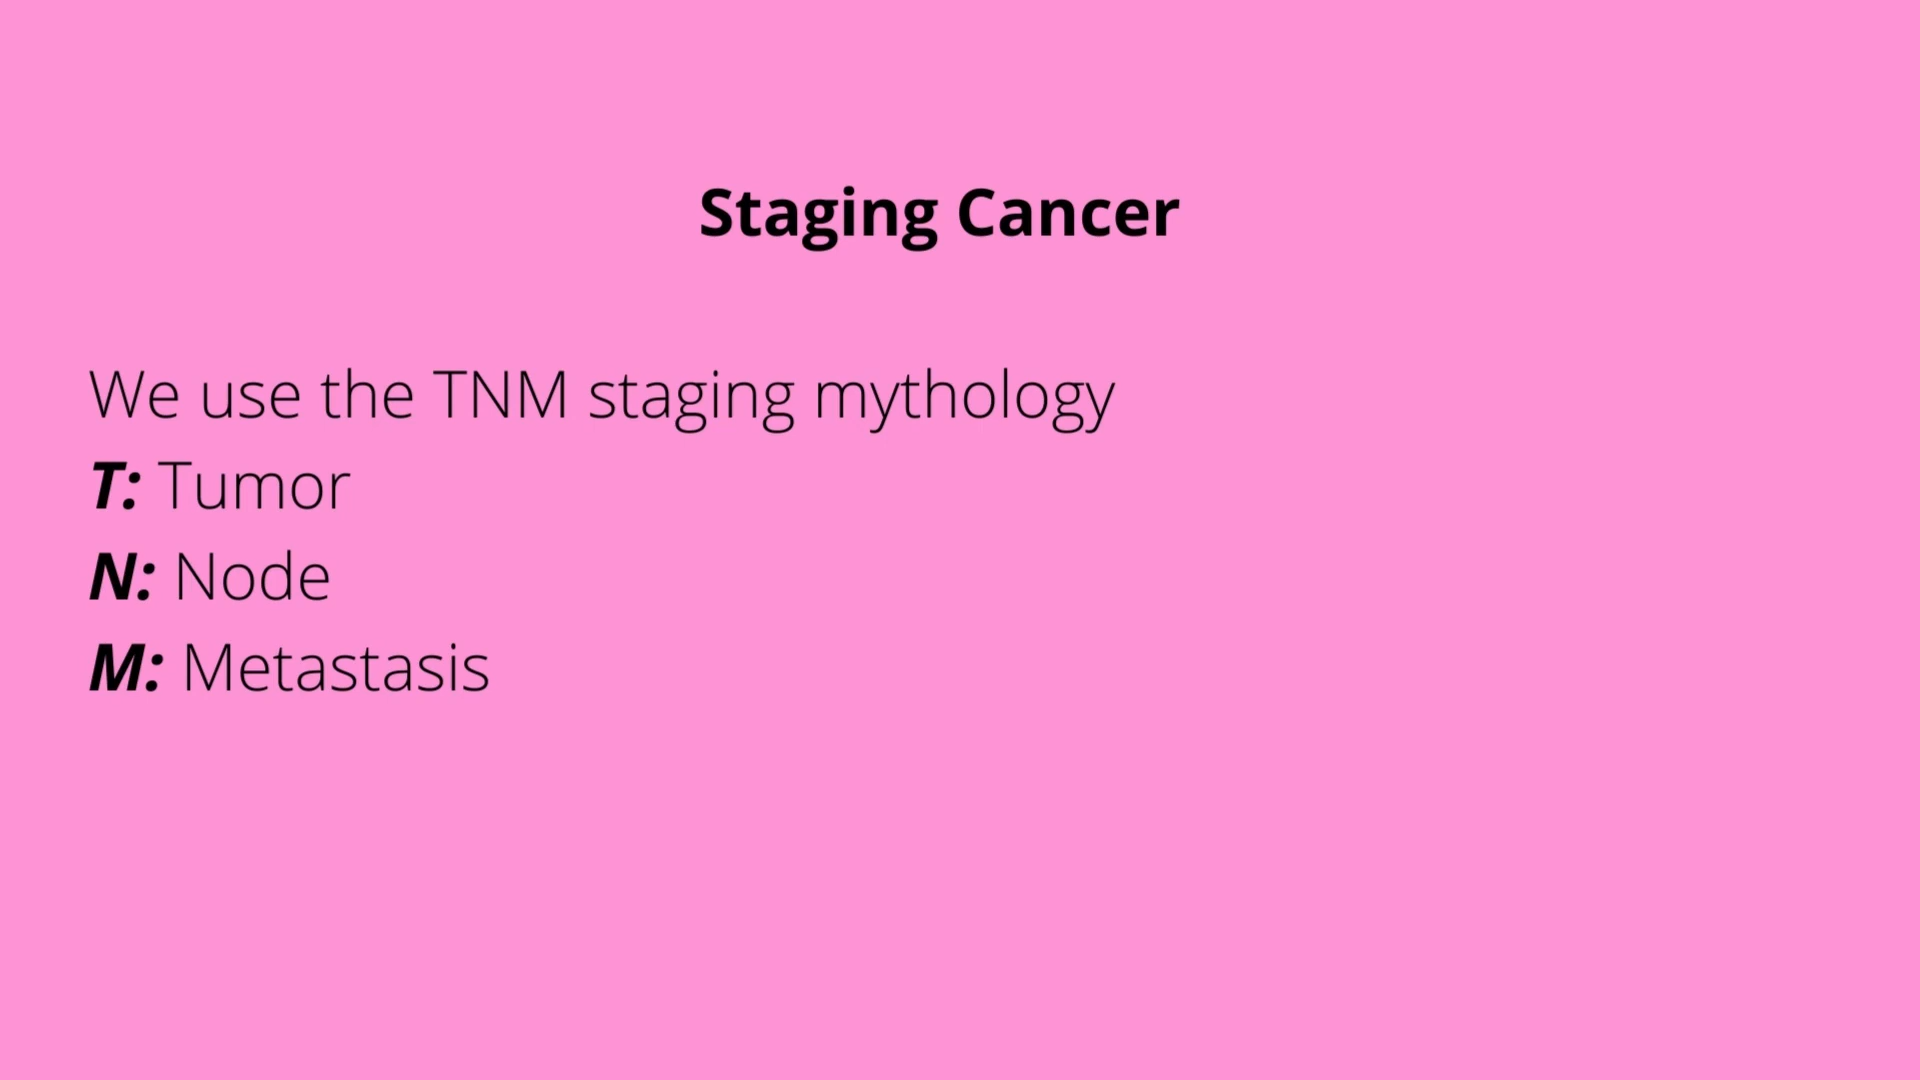 Staging Cancer
We use the TNM staging mythology
T: Tumor
N: Node
M: Metastasis